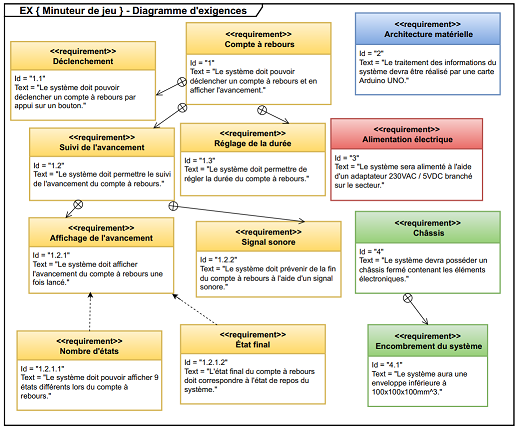 EX { Minuteur de jeu } - Diagramme d'exigences
<<requirement>>
Déclenchement
Id = "1.1"
Text = "Le système doit pouvoir
déclencher un compte à rebours par
appui sur un bouton."
<<requirement>>
Compte à rebours
Id = "1"
Text = "Le système doit pouvoir
déclencher un compte à rebours et en
afficher l'avancement."
<<requirement>>
Architecture matérielle
Id = "2"
Text = "Le traitement des informations du
système devra être réalisé par une carte
Arduino UNO."
<<requirement>>
Suivi de l'avancement
Id = "1.2"
Text = "Le système doit permettre le suivi
de l'avancement du compte à rebours."
<<requirement>>
Réglage de la durée
Id = "1.3"
Text = "Le système doit permettre de
régler la durée du compte à rebours."
<<requirement>>
Alimentation électrique
Id = "3"
Text = "Le système sera alimenté à l'aide
d'un adaptateur 230VAC / 5VDC branché
sur le secteur."
<<requirement>>
Affichage de l'avancement
Id = "1.2.1"
Text = "Le système doit afficher
l'avancement du compte à rebours une
fois lancé."
<<requirement>>
Signal sonore
Id = "1.2.2"
Text = "Le système doit prévenir de la fin
du compte à rebours à l'aide d'un signal
sonore."
<<requirement>>
Châssis
Id = "4"
Text = "Le système devra posséder un
châssis fermé contenant les éléments
électroniques."
<<requirement>>
Nombre d'états
Id = "1.2.1.1"
Text = "Le système doit pouvoir afficher 9
états différents lors du compte à
rebours."
<<requirement>>
État final
Id = "1.2.1.2"
Text = "L'état final du compte à rebours
doit correspondre à l'état de repos du
système."
<<requirement>>
Encombrement du système
Id = "4.1"
Text = "Le système aura une
enveloppe inférieure à
100x100x100mm^3."